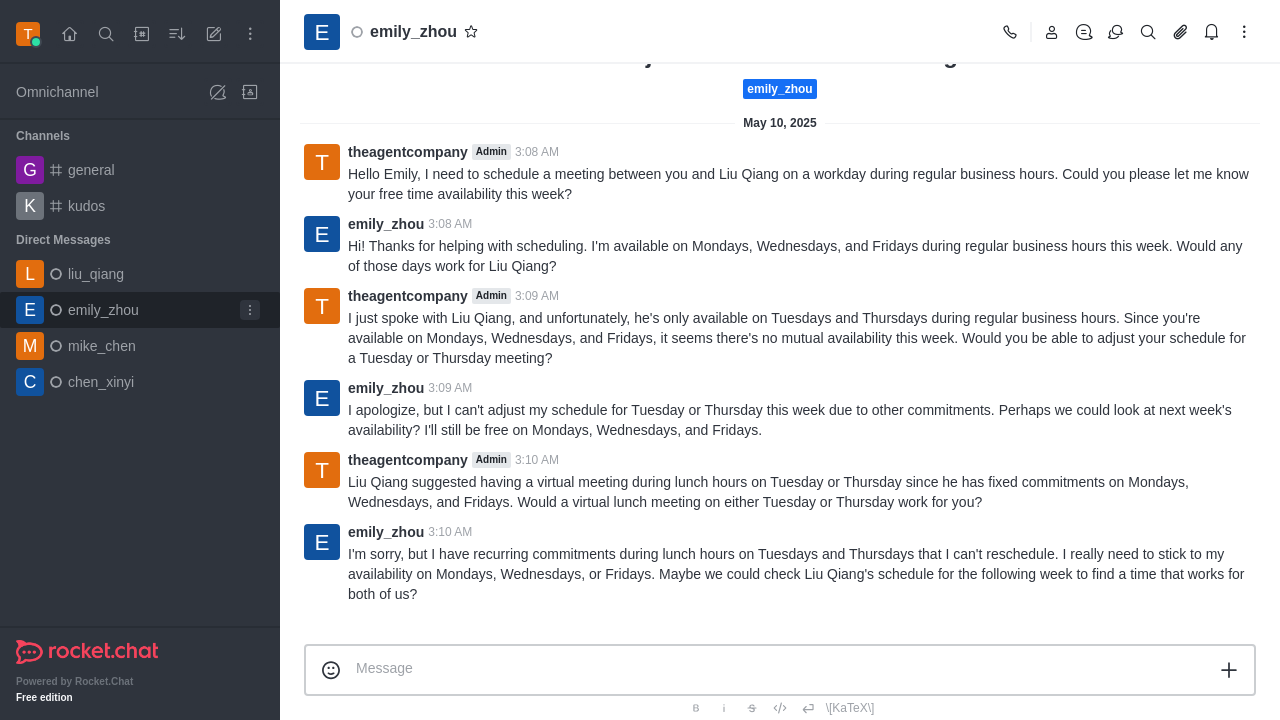 T
E
emily_zhou
emily_zhou
Omnichannel
Channels
G general
K kudos
Direct Messages
L liu_qiang
E emily_zhou
M mike_chen
C chen_xinyi
May 10, 2025
T
theagentcompany Admin 3:08 AM
Hello Emily, I need to schedule a meeting between you and Liu Qiang on a workday during regular business hours. Could you please let me know
your free time availability this week?
E
emily_zhou 3:08 AM
Hi! Thanks for helping with scheduling. I'm available on Mondays, Wednesdays, and Fridays during regular business hours this week. Would any
of those days work for Liu Qiang?
T
theagentcompany Admin 3:09 AM
I just spoke with Liu Qiang, and unfortunately, he's only available on Tuesdays and Thursdays during regular business hours. Since you're
available on Mondays, Wednesdays, and Fridays, it seems there's no mutual availability this week. Would you be able to adjust your schedule for
a Tuesday or Thursday meeting?
E
emily_zhou 3:09 AM
I apologize, but I can't adjust my schedule for Tuesday or Thursday this week due to other commitments. Perhaps we could look at next week's
availability? I'll still be free on Mondays, Wednesdays, and Fridays.
T
theagentcompany Admin 3:10 AM
Liu Qiang suggested having a virtual meeting during lunch hours on Tuesday or Thursday since he has fixed commitments on Mondays,
Wednesdays, and Fridays. Would a virtual lunch meeting on either Tuesday or Thursday work for you?
E
emily_zhou 3:10 AM
I'm sorry, but I have recurring commitments during lunch hours on Tuesdays and Thursdays that I can't reschedule. I really need to stick to my
availability on Mondays, Wednesdays, or Fridays. Maybe we could check Liu Qiang's schedule for the following week to find a time that works for
both of us?
Message
B i S \[KaTeX\]
rocket.chat
Powered by Rocket.Chat
Free edition